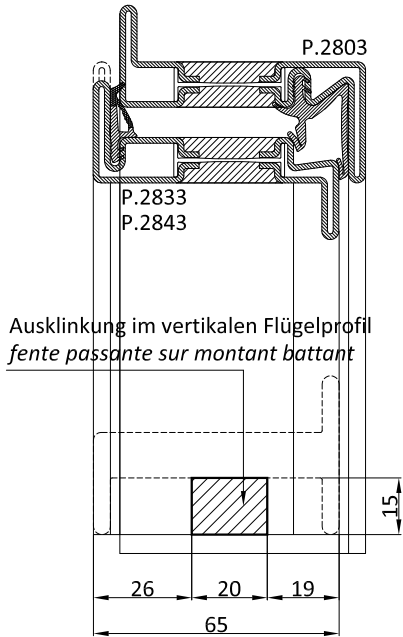 P.2803
P.2833
P.2843
Ausklinkung im vertikalen Flügelprofil
fente passante sur montant battant
15
26
20
19
65